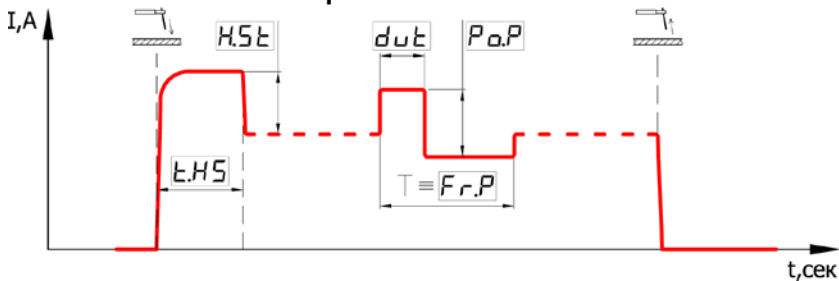 I,A
H.St
dut
Po.P
t.HS
T ≡ Fr.P
t,сек